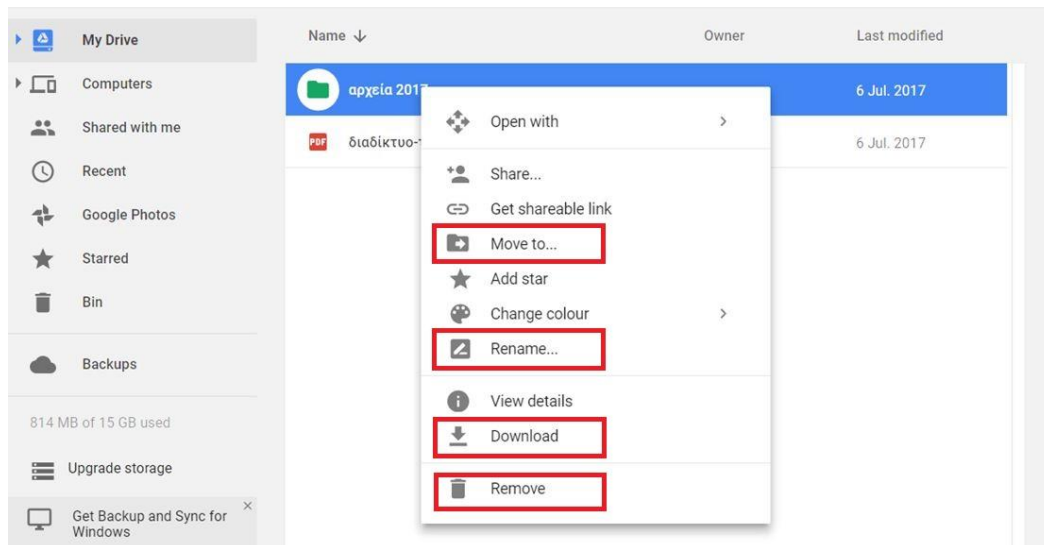 My Drive
Computers
Shared with me
Recent
Google Photos
Starred
Bin
Backups
814 MB of 15 GB used
Upgrade storage
Get Backup and Sync for
Windows
Name Owner Last modified
αρχεία 2017 6 Jul. 2017
PDF διαδίκτυο- 6 Jul. 2017
Open with
Share...
Get shareable link
Move to...
Add star
Change colour
Rename...
View details
Download
Remove